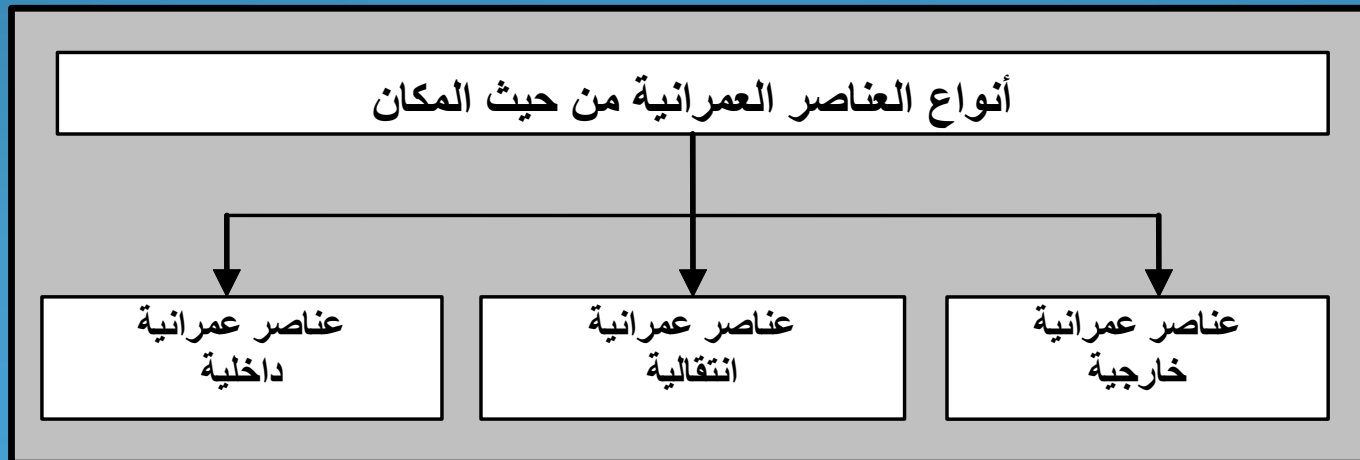 أنواع العناصر العمرانية من حيث المكان
عناصر عمرانية
خارجية
عناصر عمرانية
انتقالية
عناصر عمرانية
داخلية